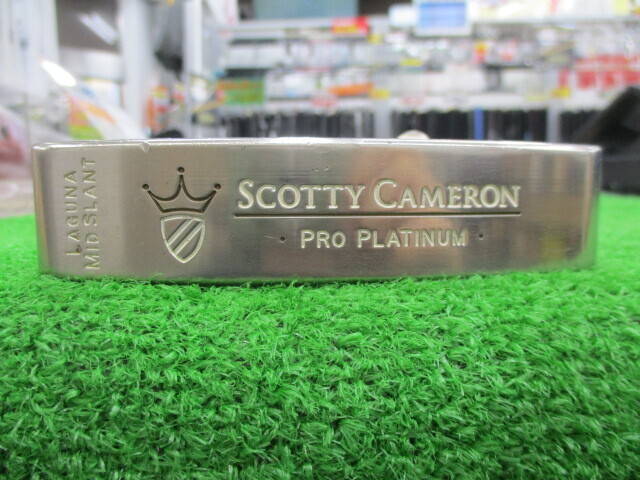 LAGUNA
MID SLANT
SCOTTY CAMERON
· PRO PLATINUM ·